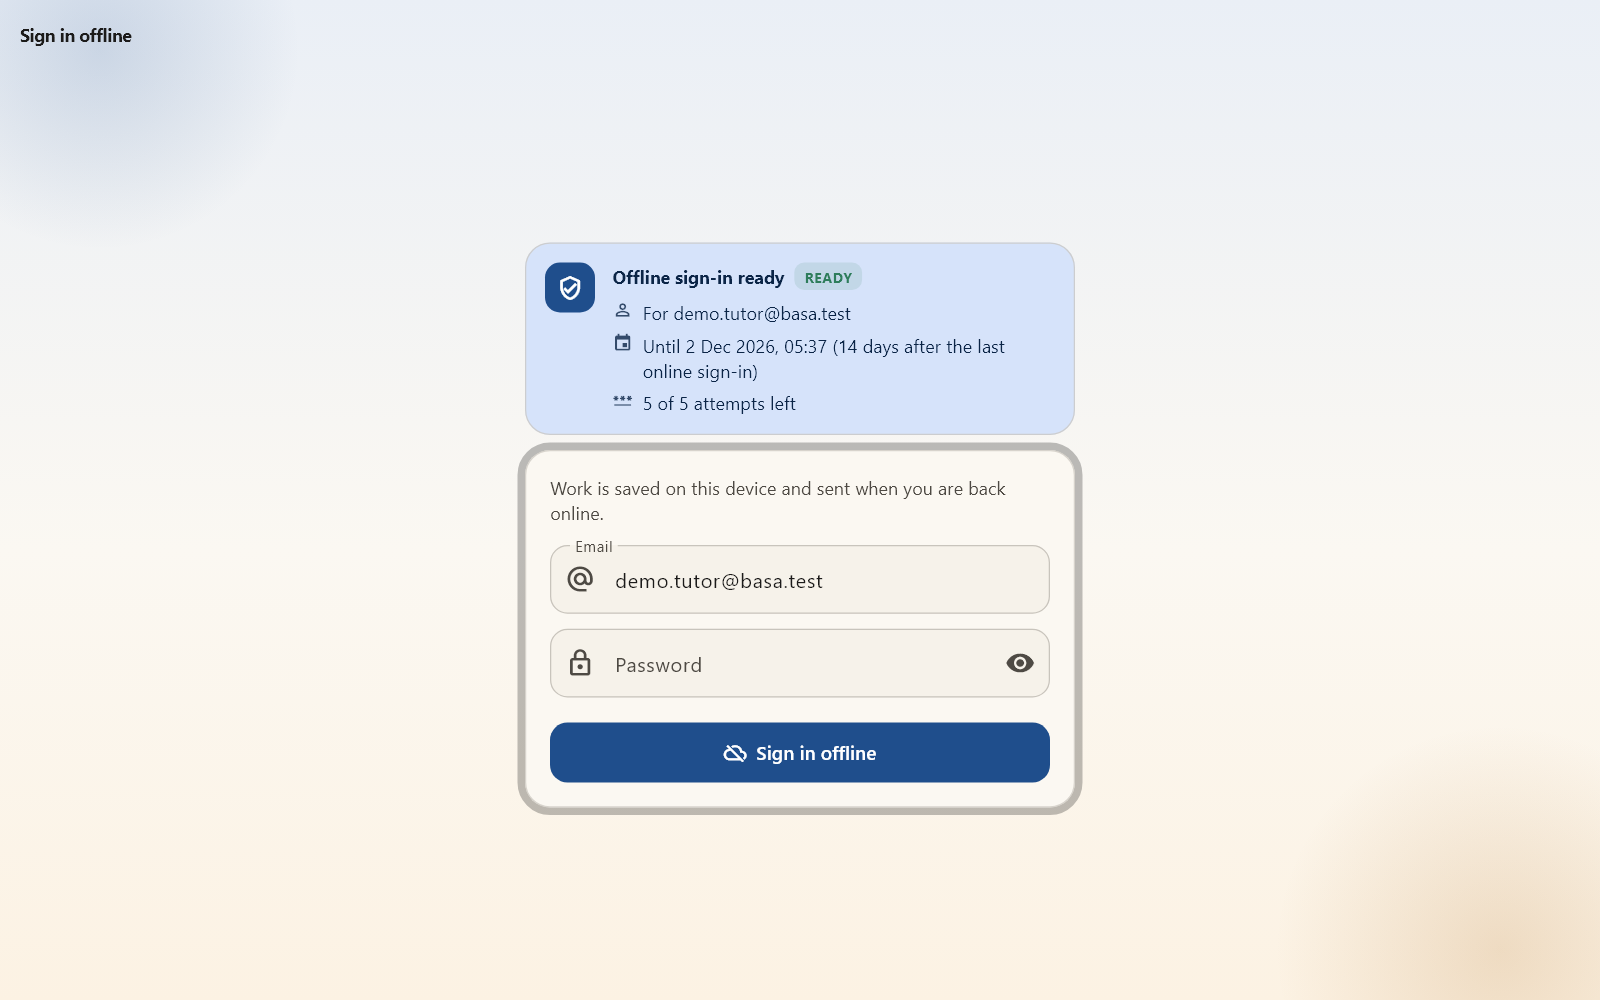 Sign in offline
Offline sign-in ready READY
For demo.tutor@basa.test
Until 2 Dec 2026, 05:37 (14 days after the last
online sign-in)
5 of 5 attempts left
Work is saved on this device and sent when you are back
online.
Email
demo.tutor@basa.test
Password
Sign in offline